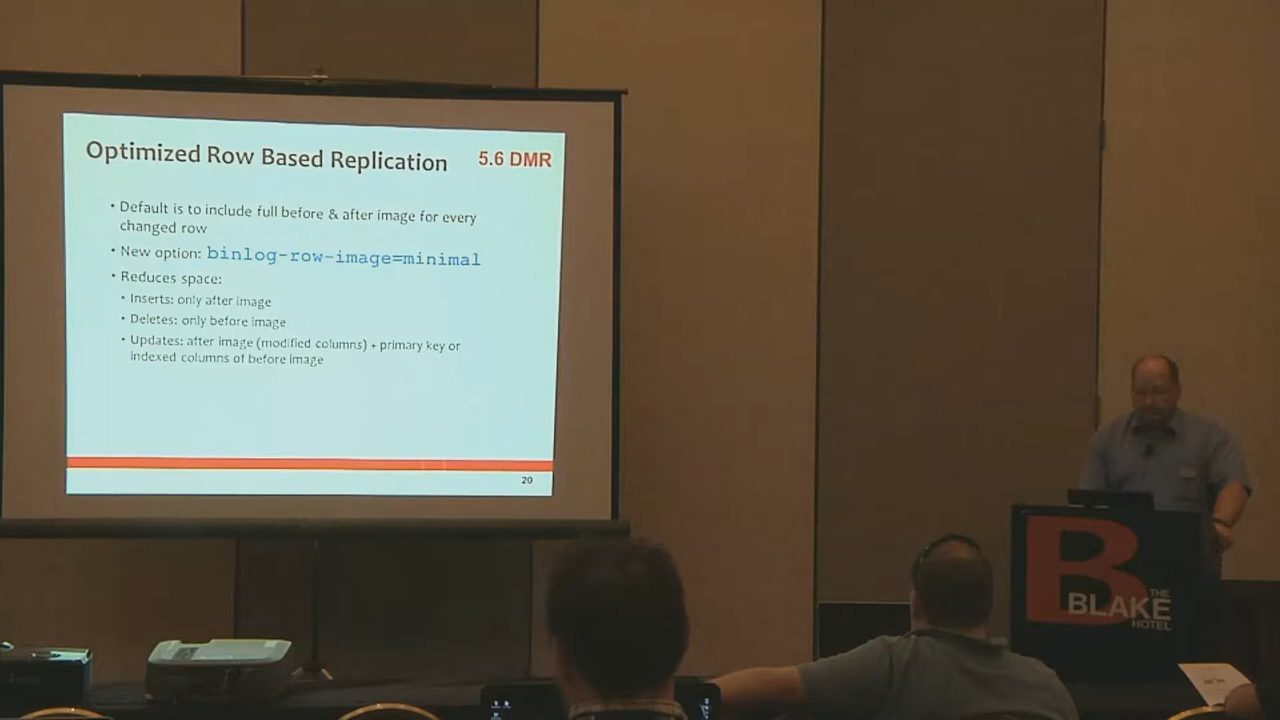 Optimized Row Based Replication
5.6 DMR
• Default is to include full before & after image for every
changed row
• New option: binlog-row-image=minimal
• Reduces space:
• Inserts: only after image
• Deletes: only before image
• Updates: after image (modified columns) + primary key or
indexed columns of before image
20
B
THE
BLAKE
HOTEL